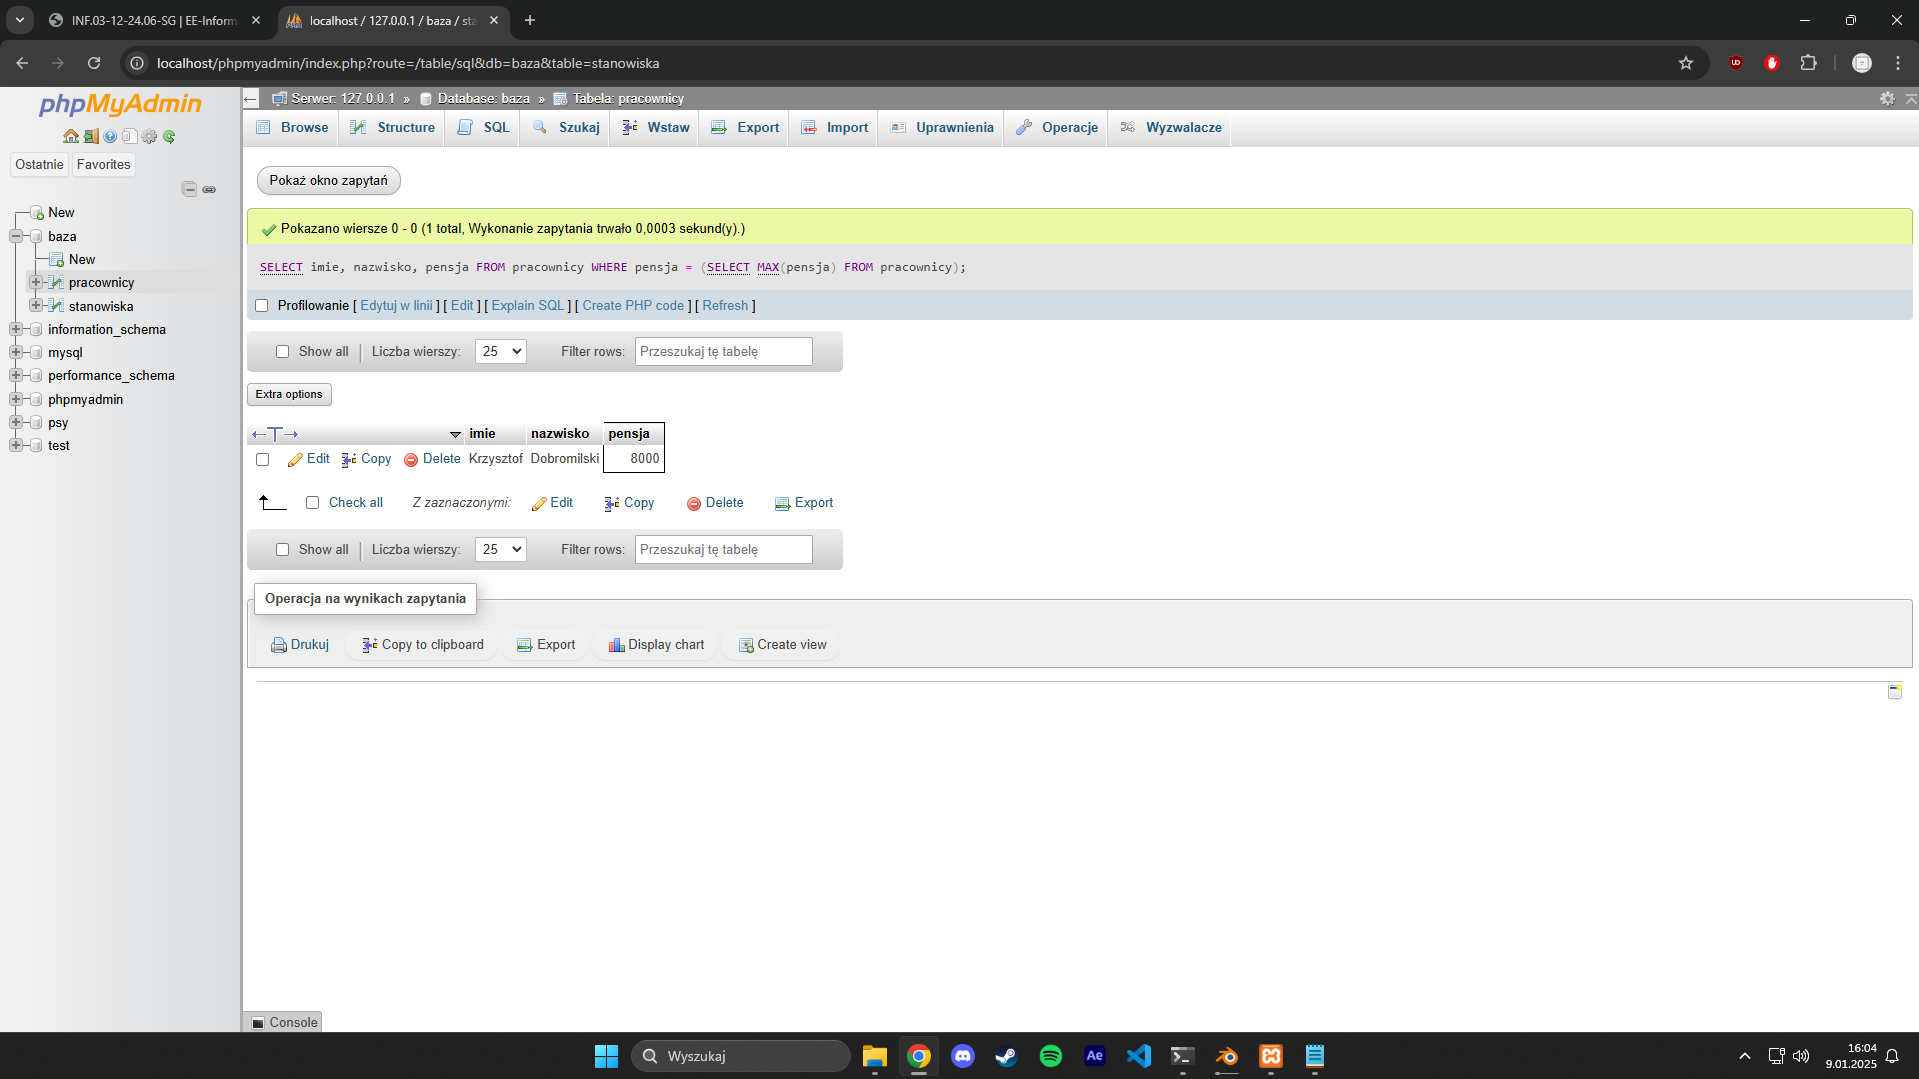 INF.03-12-24.06-SG | EE-Inform
localhost / 127.0.0.1 / baza / sta
localhost/phpmyadmin/index.php?route=/table/sql&db=baza&table=stanowiska
phpMyAdmin
Ostatnie Favorites
New
baza
New
pracownicy
stanowiska
information_schema
mysql
performance_schema
phpmyadmin
psy
test
Serwer: 127.0.0.1 » Database: baza » Tabela: pracownicy
Browse Structure SQL Szukaj Wstaw Export Import Uprawnienia Operacje Wyzwalacze
Pokaż okno zapytań
Pokazano wiersze 0 - 0 (1 total, Wykonanie zapytania trwało 0,0003 sekund(y).)
SELECT imie, nazwisko, pensja FROM pracownicy WHERE pensja = (SELECT MAX(pensja) FROM pracownicy);
Profilowanie [ Edytuj w linii ] [ Edit ] [ Explain SQL ] [ Create PHP code ] [ Refresh ]
Show all | Liczba wierszy: 25 Filter rows: Przeszukaj tę tabelę
Extra options
←T→ imie nazwisko pensja
Edit Copy Delete Krzysztof Dobromilski 8000
Check all Z zaznaczonymi: Edit Copy Delete Export
Show all | Liczba wierszy: 25 Filter rows: Przeszukaj tę tabelę
Operacja na wynikach zapytania
Drukuj Copy to clipboard Export Display chart Create view
Console
Wyszukaj
Ae
16:04
9.01.2025